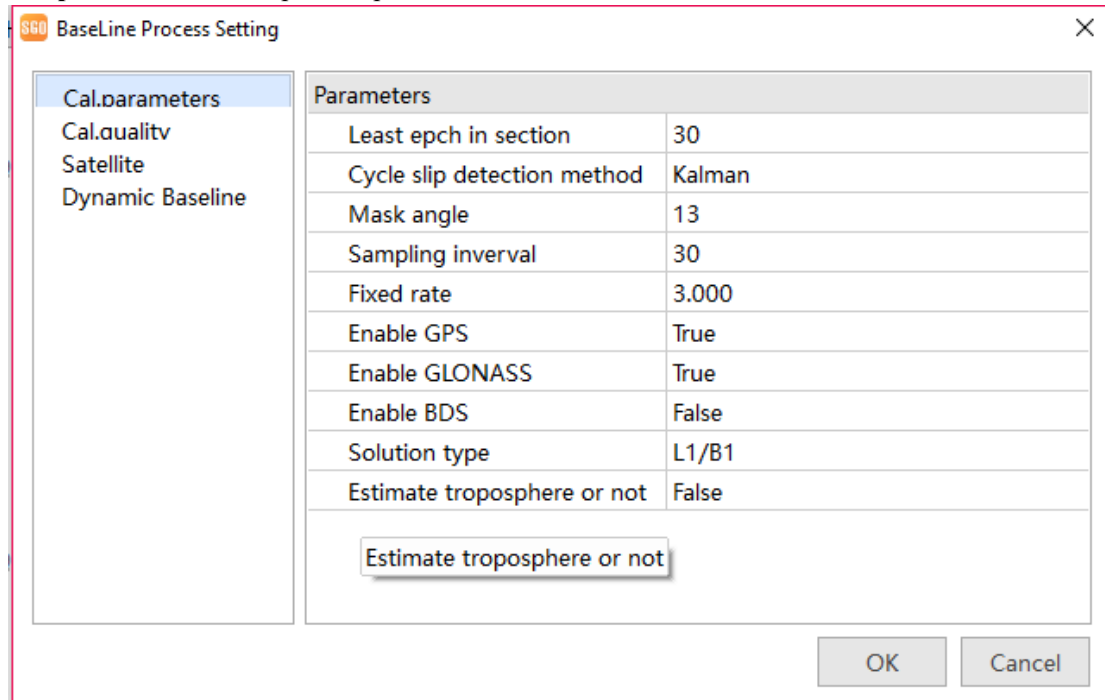 SGO BaseLine Process Setting
Cal.parameters
Cal.quality
Satellite
Dynamic Baseline
Parameters
Least epch in section 30
Cycle slip detection method Kalman
Mask angle 13
Sampling inverval 30
Fixed rate 3.000
Enable GPS True
Enable GLONASS True
Enable BDS False
Solution type L1/B1
Estimate troposphere or not False
Estimate troposphere or not
OK Cancel